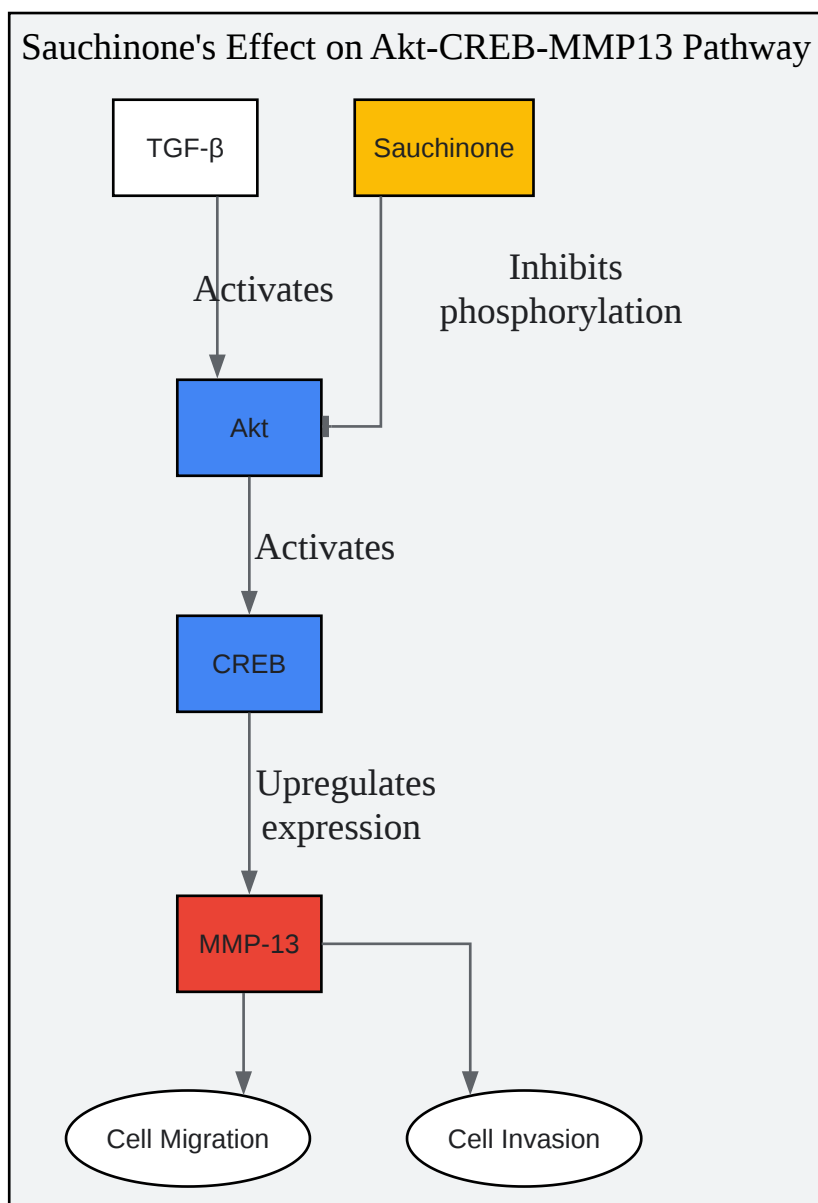 Sauchinone's Effect on Akt-CREB-MMP13 Pathway
TGF-β
Sauchinone
Activates
Inhibits
phosphorylation
Akt
Activates
CREB
Upregulates
expression
MMP-13
Cell Migration
Cell Invasion